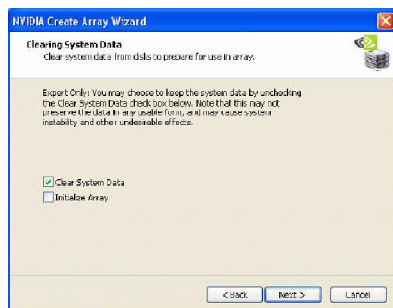 NVIDIA Create Array Wizard
Clearing System Data
Clear system data from disks to prepare for use in array.
Expert Only: You may choose to keep the system data by unchecking
the Clear System Data check box below. Note that this may not
preserve the data in any usable form, and may cause system
instability and other undesirable effects.
Clear System Data
Initialize Array
< Back
Next >
Cancel